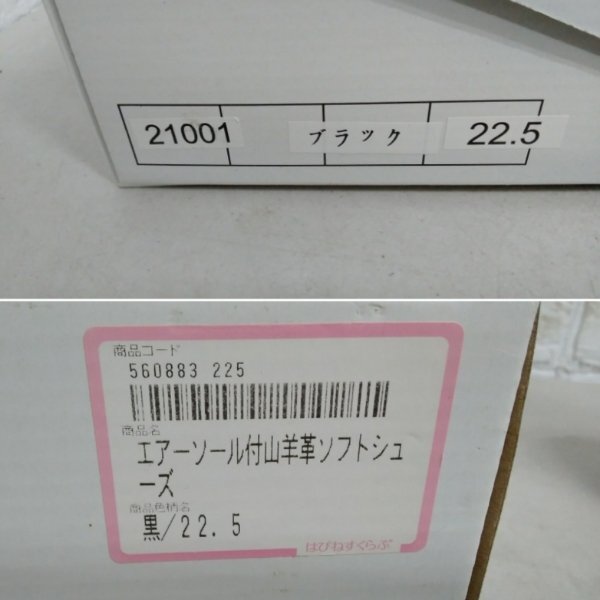 21001 ブラック 22.5
商品コード
560883 225
商品名
エアーソール付山羊革ソフトシュ
ーズ
商品色柄名
黒/22.5
はぴねすくらぶ